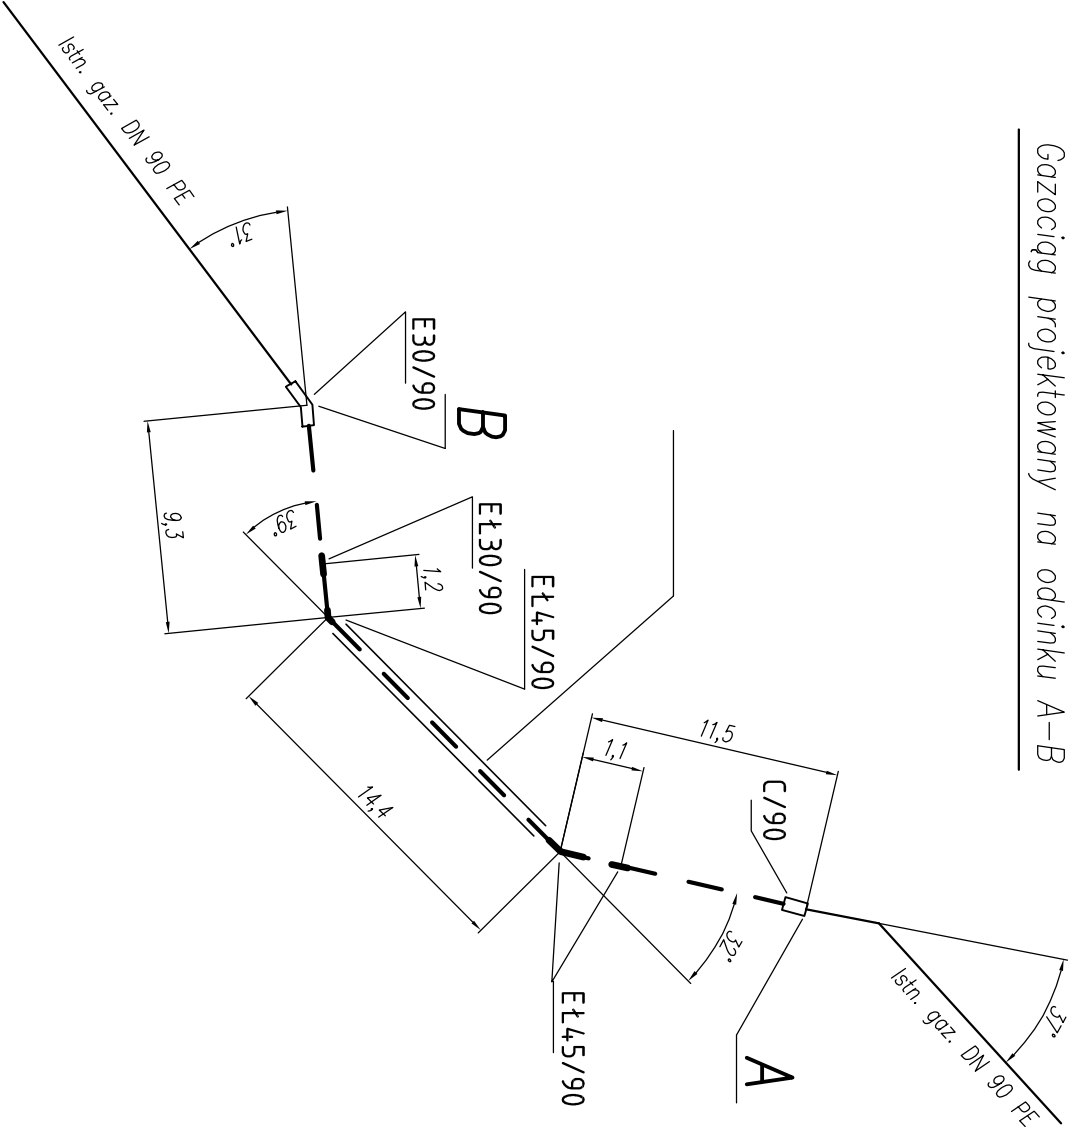 Gazociąg projektowany na odcinku A-B
Istn. gaz. DN 90 PE
31°
E30/90
B
9,3
39°
EŁ30/90
1,2
EŁ45/90
14,4
11,5
1,1
C/90
32°
EŁ45/90
A
37°
Istn. gaz. DN 90 PE